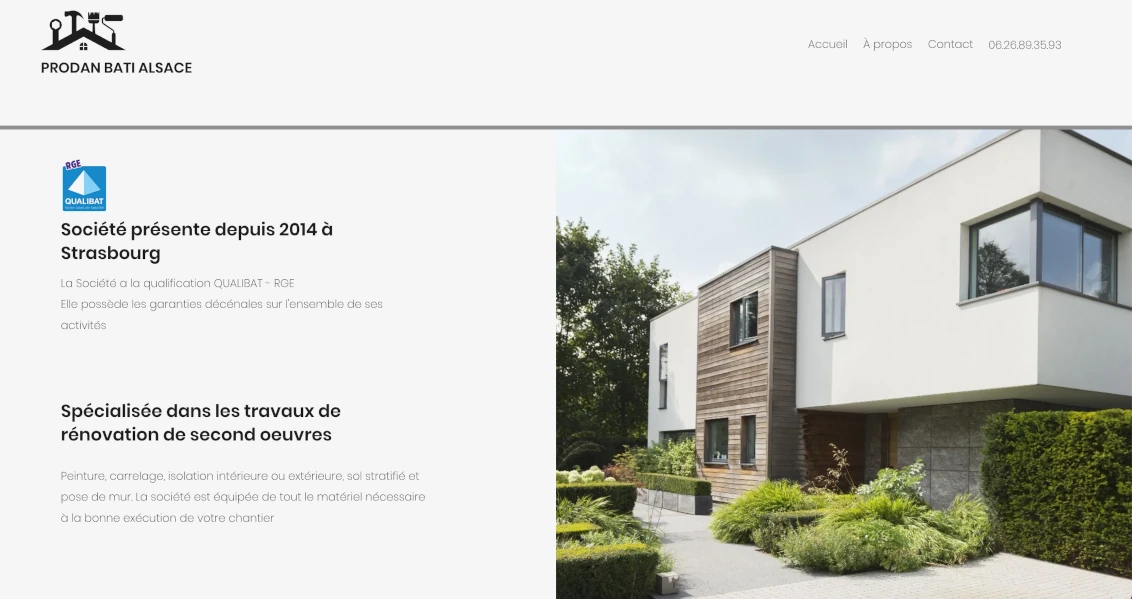 PRODAN BATI ALSACE
Accueil À propos Contact 06.26.89.35.93
RGE
QUALIBAT
Société présente depuis 2014 à
Strasbourg
La Société a la qualification QUALIBAT - RGE
Elle possède les garanties décénales sur l'ensemble de ses
activités
Spécialisée dans les travaux de
rénovation de second oeuvres
Peinture, carrelage, isolation intérieure ou extérieure, sol stratifié et
pose de mur. La société est équipée de tout le matériel nécessaire
à la bonne exécution de votre chantier